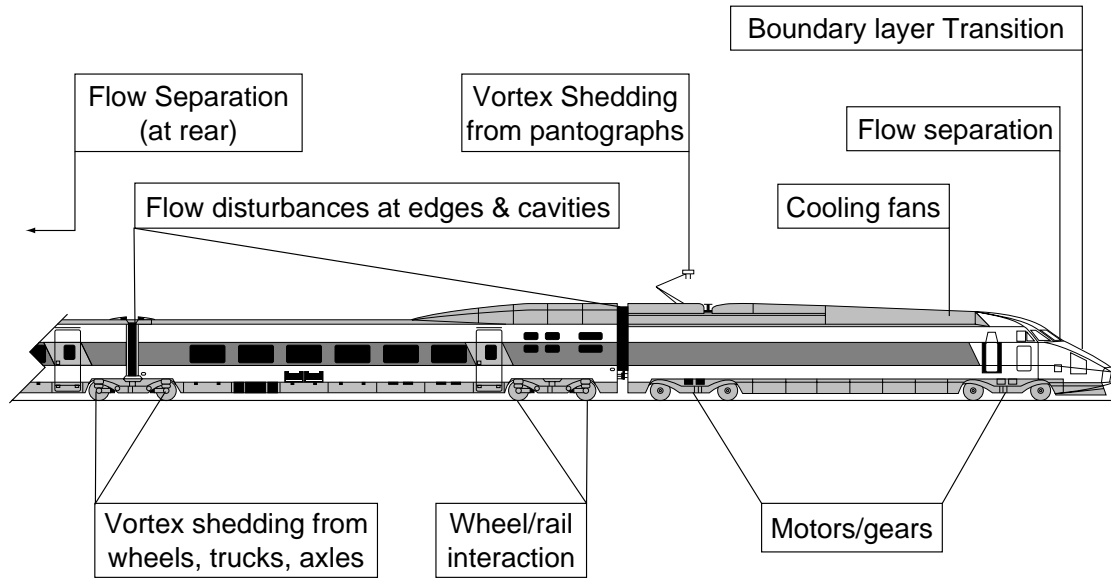 Boundary layer Transition
Flow Separation
(at rear)
Vortex Shedding
from pantographs
Flow separation
Flow disturbances at edges & cavities
Cooling fans
Vortex shedding from
wheels, trucks, axles
Wheel/rail
interaction
Motors/gears